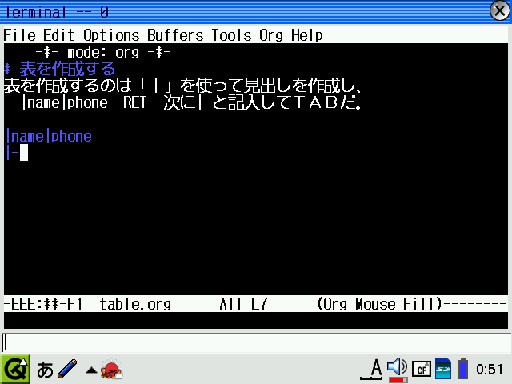 Terminal -- 0
File Edit Options Buffers Tools Org Help
-*- mode: org -*-
# 表を作成する
表を作成するのは「|」を使って見出しを作成し、
|name|phone RET 次に| と記入してTABだ。
|name|phone
|-
-EEE:**-F1 table.org All L7 (Org Mouse Fill)--------
あ A CF SD 0:51